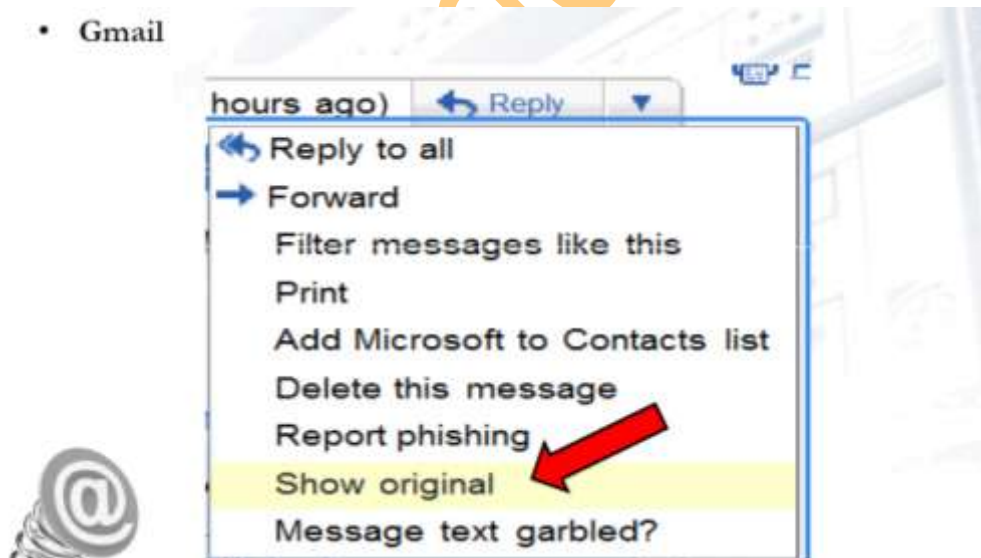 • Gmail
hours ago) Reply
Reply to all
Forward
Filter messages like this
Print
Add Microsoft to Contacts list
Delete this message
Report phishing
Show original
Message text garbled?